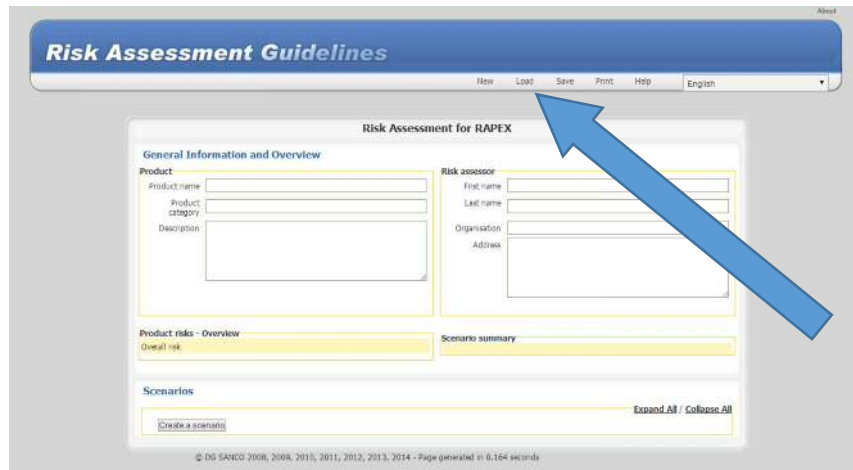 About
Risk Assessment Guidelines
New Load Save Print Help English
Risk Assessment for RAPEX
General Information and Overview
Product
Product name
Product category
Description
Risk assessor
First name
Last name
Organisation
Address
Product risks - Overview
Overall risk
Scenario summary
Scenarios
Expand All / Collapse All
Create a scenario
© DG SANCO 2008, 2009, 2010, 2011, 2012, 2013, 2014 - Page generated in 0.164 seconds